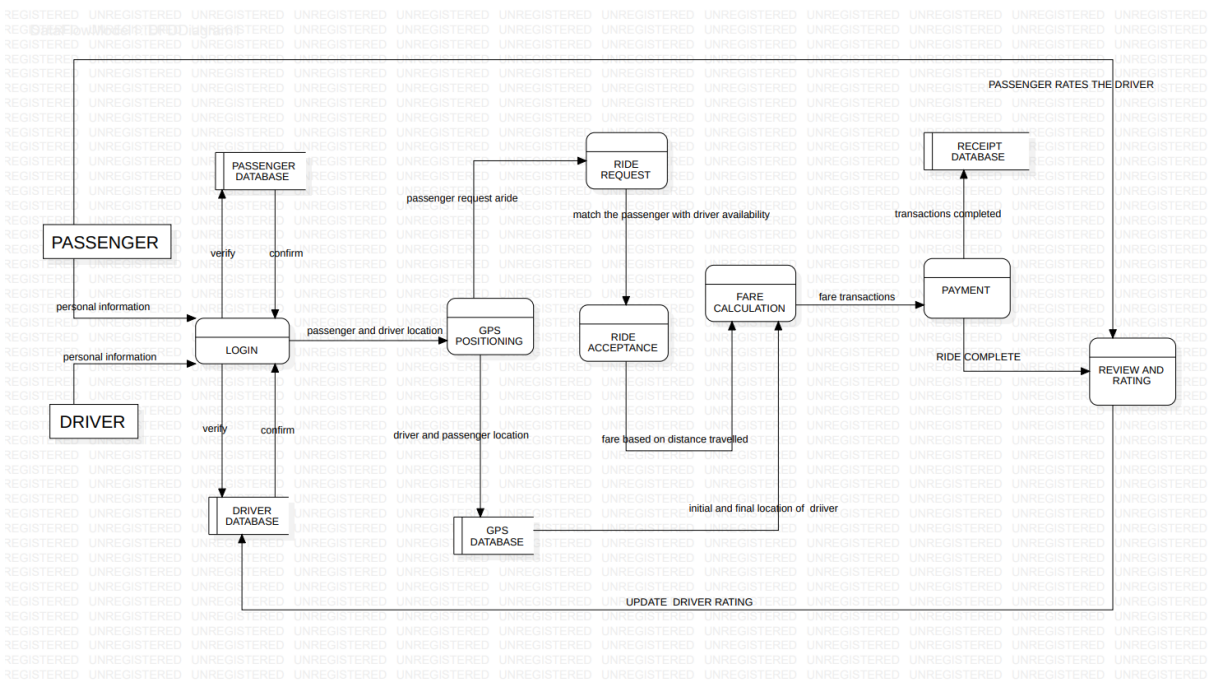 DataFlowModel1::DFDDiagram1
PASSENGER RATES THE DRIVER
RIDE
REQUEST
RECEIPT
DATABASE
PASSENGER
DATABASE
passenger request aride
match the passenger with driver availability
transactions completed
PASSENGER
verify
confirm
PAYMENT
FARE
CALCULATION
fare transactions
personal information
passenger and driver location
GPS
POSITIONING
RIDE
ACCEPTANCE
LOGIN
personal information
RIDE COMPLETE
REVIEW AND
RATING
DRIVER
verify
confirm
driver and passenger location
fare based on distance travelled
DRIVER
DATABASE
initial and final location of driiver
GPS
DATABASE
UPDATE DRIVER RATING
UNREGISTERED